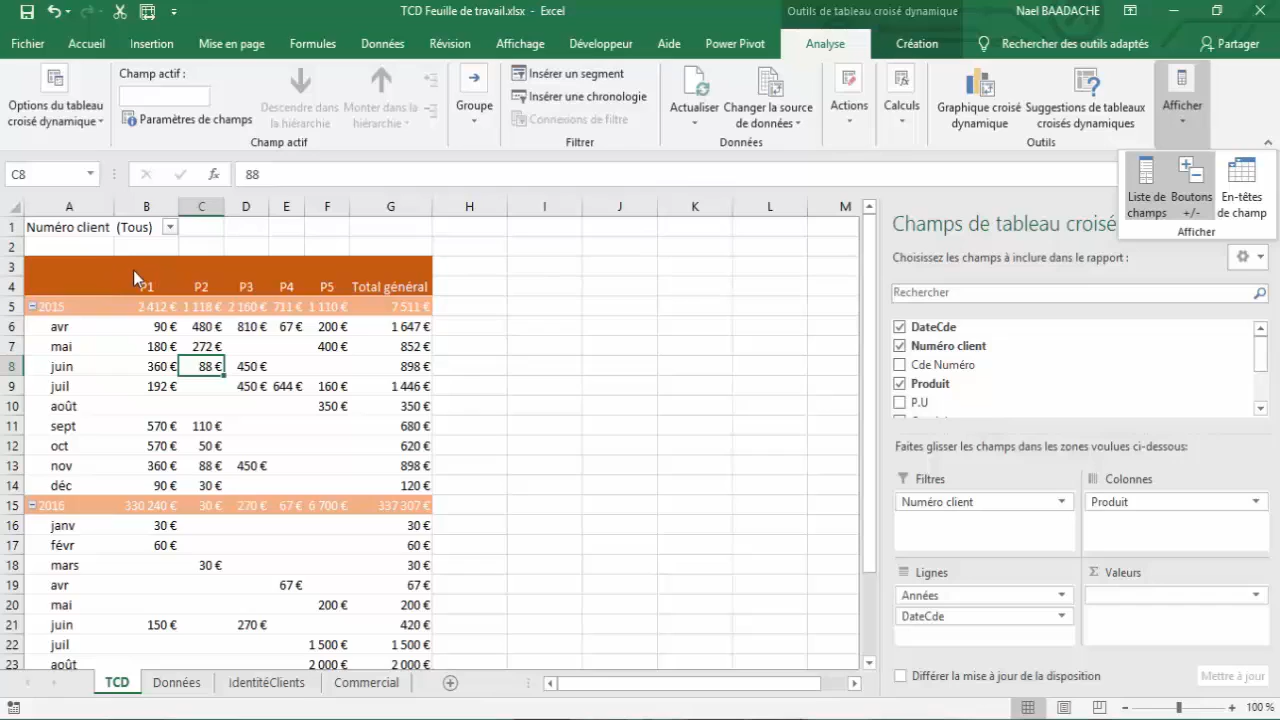 TCD Feuille de travail.xlsx - Excel
Outils de tableau croisé dynamique
Nael BAADACHE
Fichier Accueil Insertion Mise en page Formules Données Révision Affichage Développeur Aide Power Pivot Analyse Création Rechercher des outils adaptés Partager
Options du tableau croisé dynamique
Champ actif :
Paramètres de champs
Descendre dans la hiérarchie
Monter dans la hiérarchie
Champ actif
Groupe
Insérer un segment
Insérer une chronologie
Connexions de filtre
Filtrer
Actualiser
Changer la source de données
Données
Actions
Calculs
Graphique croisé dynamique
Suggestions de tableaux croisés dynamiques
Outils
Afficher
Liste de champs
Boutons +/-
En-têtes de champ
Afficher
C8
fx
88
A B C D E F G H I J K L M
1 Numéro client (Tous)
2
3
4 P1 P2 P3 P4 P5 Total général
5 2015 2 412 € 1 118 € 2 160 € 711 € 1 110 € 7 511 €
6 avr 90 € 480 € 810 € 67 € 200 € 1 647 €
7 mai 180 € 272 € 400 € 852 €
8 juin 360 € 88 € 450 € 898 €
9 juil 192 € 450 € 644 € 160 € 1 446 €
10 août 350 € 350 €
11 sept 570 € 110 € 680 €
12 oct 570 € 50 € 620 €
13 nov 360 € 88 € 450 € 898 €
14 déc 90 € 30 € 120 €
15 2016 330 240 € 30 € 270 € 67 € 6 700 € 337 307 €
16 janv 30 € 30 €
17 févr 60 € 60 €
18 mars 30 € 30 €
19 avr 67 € 67 €
20 mai 200 € 200 €
21 juin 150 € 270 € 420 €
22 juil 1 500 € 1 500 €
23 août 2 000 € 2 000 €
TCD Données IdentitéClients Commercial
Champs de tableau croisé
Choisissez les champs à inclure dans le rapport :
Rechercher
DateCde
Numéro client
Cde Numéro
Produit
P.U
Faites glisser les champs dans les zones voulues ci-dessous:
Filtres
Numéro client
Colonnes
Produit
Lignes
Années
DateCde
Σ Valeurs
Différer la mise à jour de la disposition
Mettre à jour
100 %